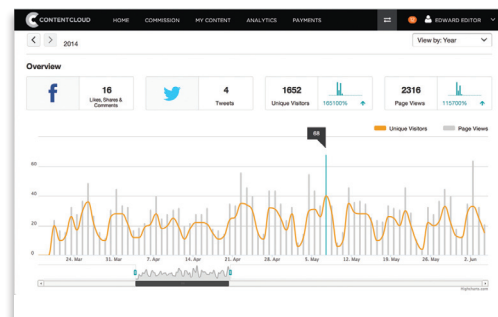 CONTENTCLOUD HOME COMMISSION MY CONTENT ANALYTICS PAYMENTS EDWARD EDITOR
2014 View by: Year
Overview
16
Likes, Shares &
Comments
4
Tweets
1652
Unique Visitors
165100%
2316
Page Views
115700%
68
Unique Visitors Page Views
60
40
20
0
24. Mar 31. Mar 7. Apr 14. Apr 21. Apr 28. Apr 5. May 12. May 19. May 26. May 2. Jun
Highcharts.com